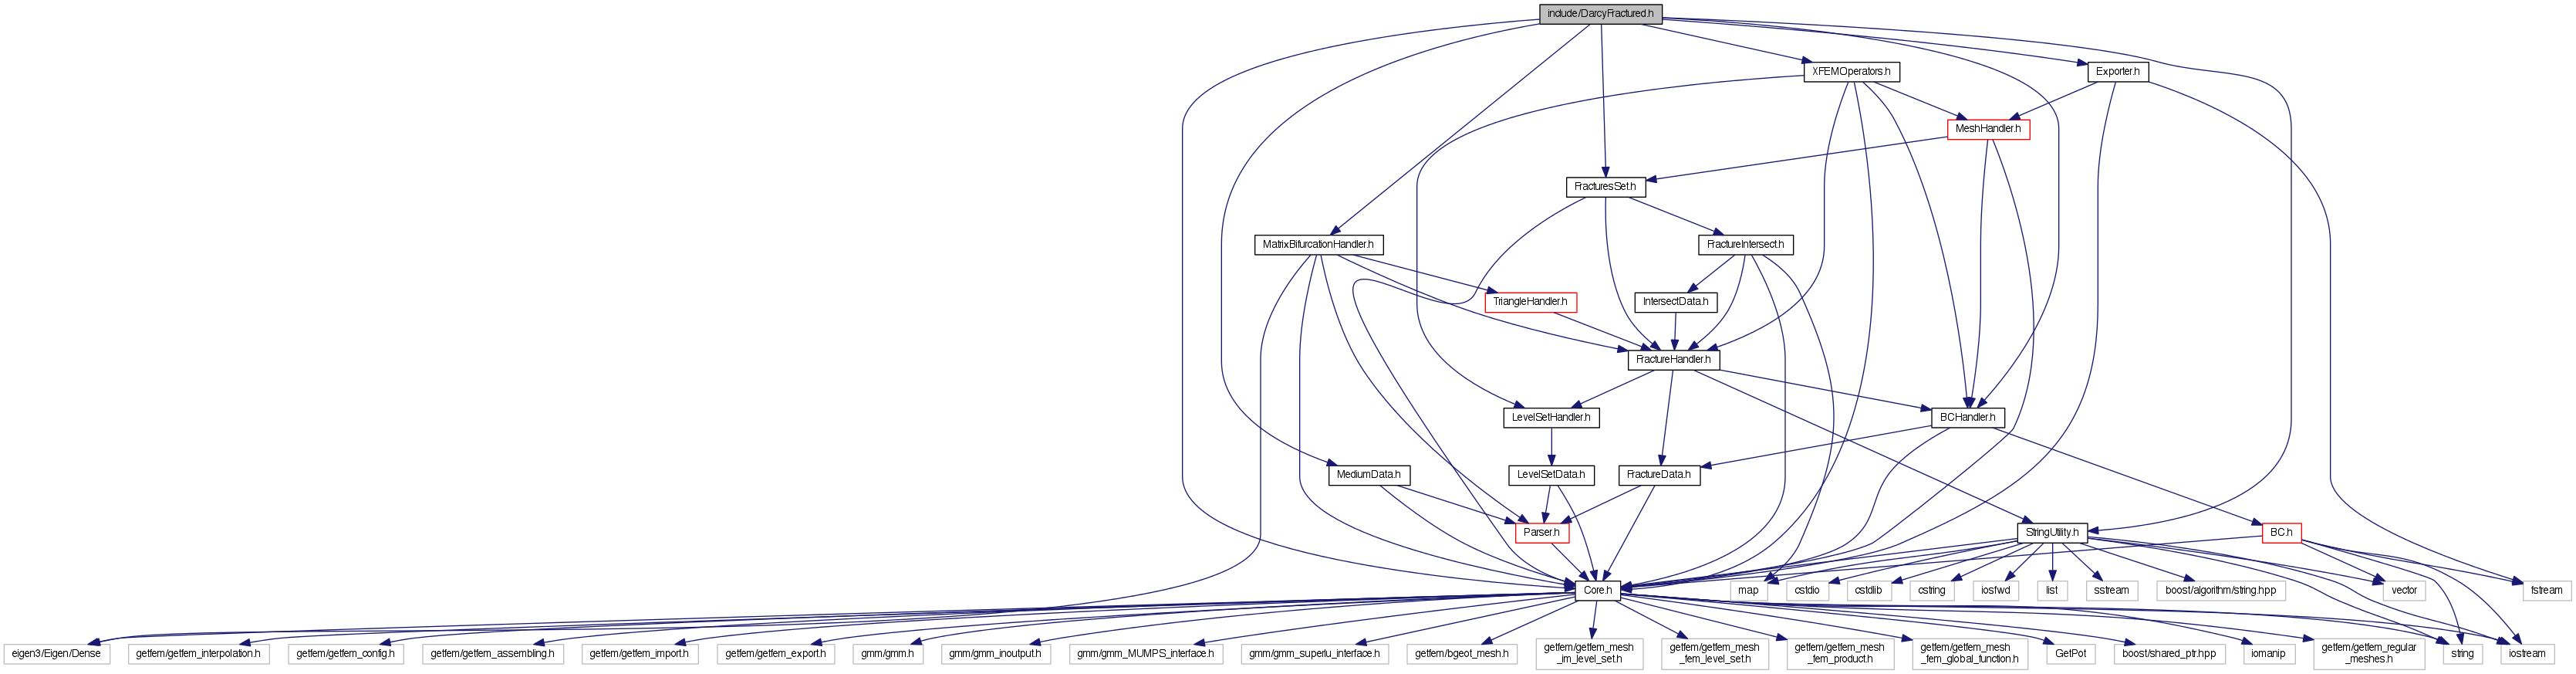 include/DarcyFractured.h
XFEMOperators.h
Exporter.h
MeshHandler.h
FracturesSet.h
MatrixBifurcationHandler.h
FractureIntersect.h
TriangleHandler.h
IntersectData.h
FractureHandler.h
LevelSetHandler.h
BCHandler.h
MediumData.h
LevelSetData.h
FractureData.h
Parser.h
StringUtility.h
BC.h
Core.h
map
cstdio
cstdlib
cstring
iosfwd
list
sstream
boost/algorithm/string.hpp
vector
fstream
eigen3/Eigen/Dense
getfem/getfem_interpolation.h
getfem/getfem_config.h
getfem/getfem_assembling.h
getfem/getfem_import.h
getfem/getfem_export.h
gmm/gmm.h
gmm/gmm_inoutput.h
gmm/gmm_MUMPS_interface.h
gmm/gmm_superlu_interface.h
getfem/bgeot_mesh.h
getfem/getfem_mesh
_im_level_set.h
getfem/getfem_mesh
_fem_level_set.h
getfem/getfem_mesh
_fem_product.h
getfem/getfem_mesh
_fem_global_function.h
GetPot
boost/shared_ptr.hpp
iomanip
getfem/getfem_regular
_meshes.h
string
iostream